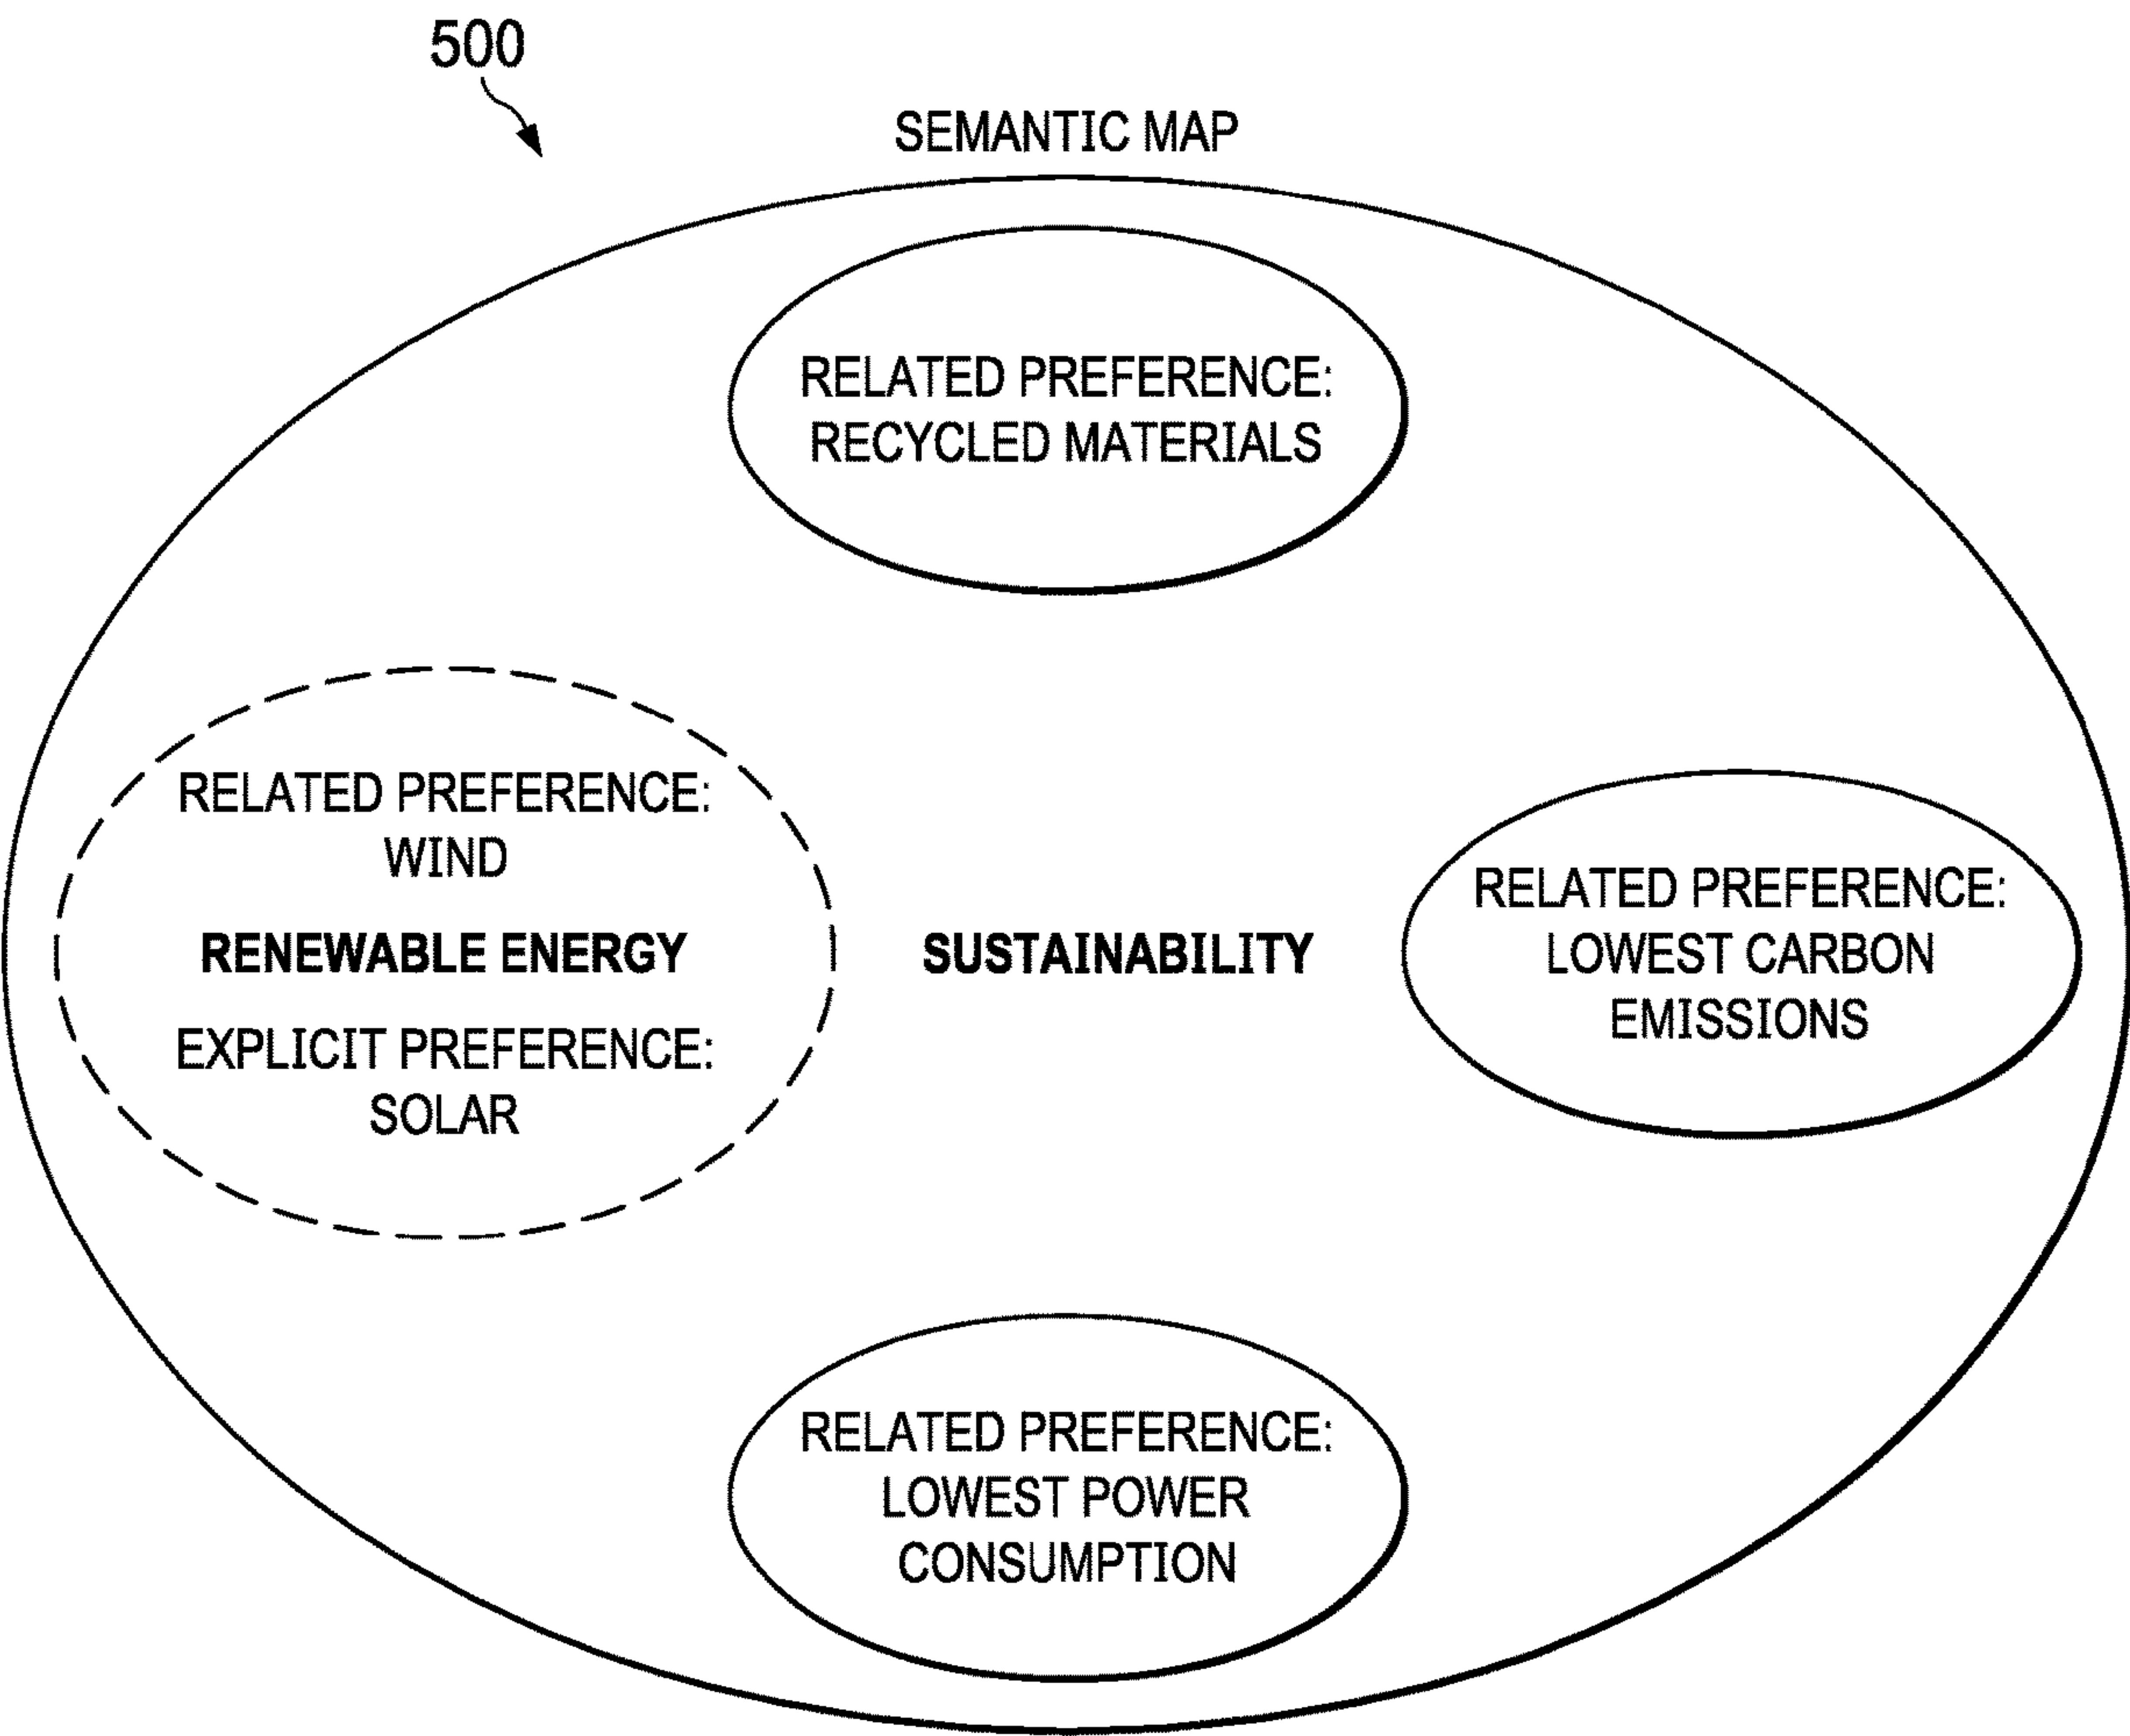 500
SEMANTIC MAP
RELATED PREFERENCE:
RECYCLED MATERIALS
RELATED PREFERENCE:
WIND
RENEWABLE ENERGY
EXPLICIT PREFERENCE:
SOLAR
SUSTAINABILITY
RELATED PREFERENCE:
LOWEST CARBON
EMISSIONS
RELATED PREFERENCE:
LOWEST POWER
CONSUMPTION